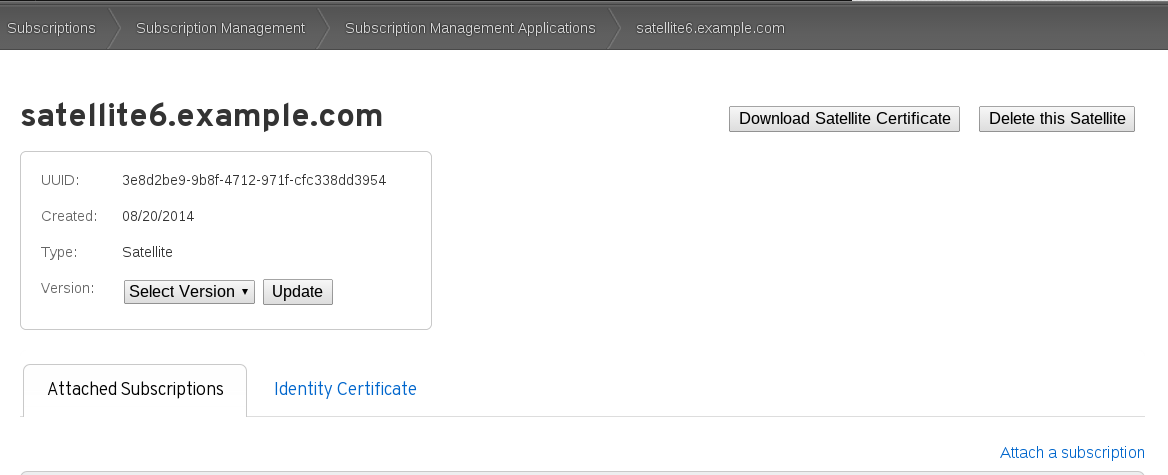 Subscriptions Subscription Management Subscription Management Applications satellite6.example.com
satellite6.example.com
Download Satellite Certificate Delete this Satellite
UUID: 3e8d2be9-9b8f-4712-971f-cfc338dd3954
Created: 08/20/2014
Type: Satellite
Version: Select Version Update
Attached Subscriptions Identity Certificate
Attach a subscription